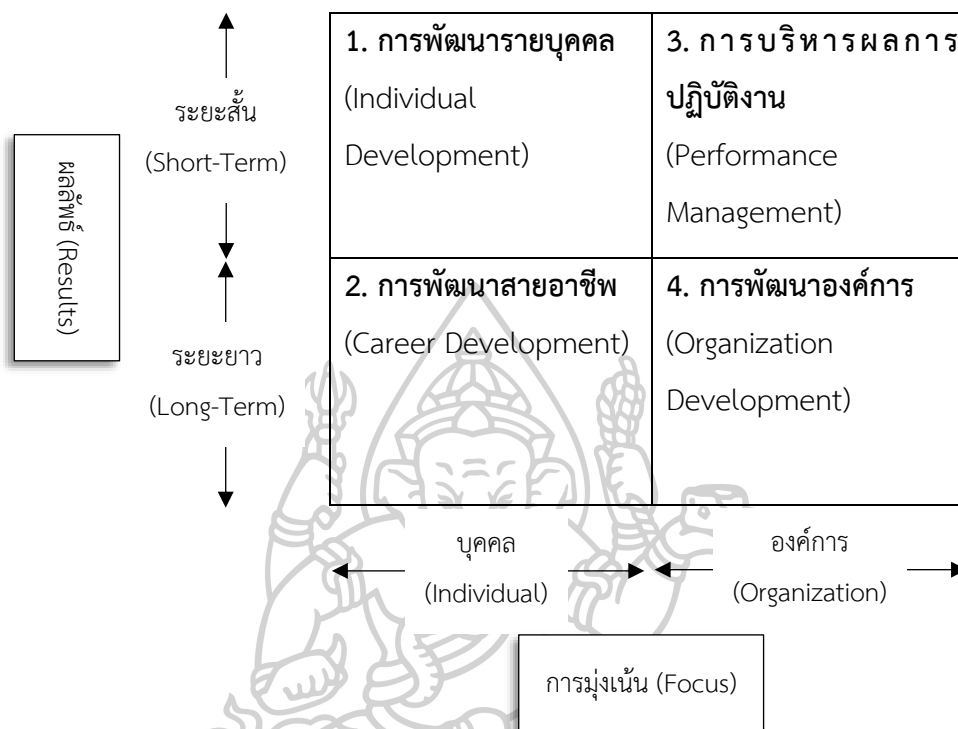 1. การพัฒนารายบุคคล
(Individual
Development)
3. การบริหารผลการ
ปฏิบัติงาน
(Performance
Management)
ระยะสั้น
(Short-Term)
ผลลัพธ์ (Results)
2. การพัฒนาสายอาชีพ
(Career Development)
4. การพัฒนาองค์การ
(Organization
Development)
ระยะยาว
(Long-Term)
บุคคล
(Individual)
องค์การ
(Organization)
การมุ่งเน้น (Focus)